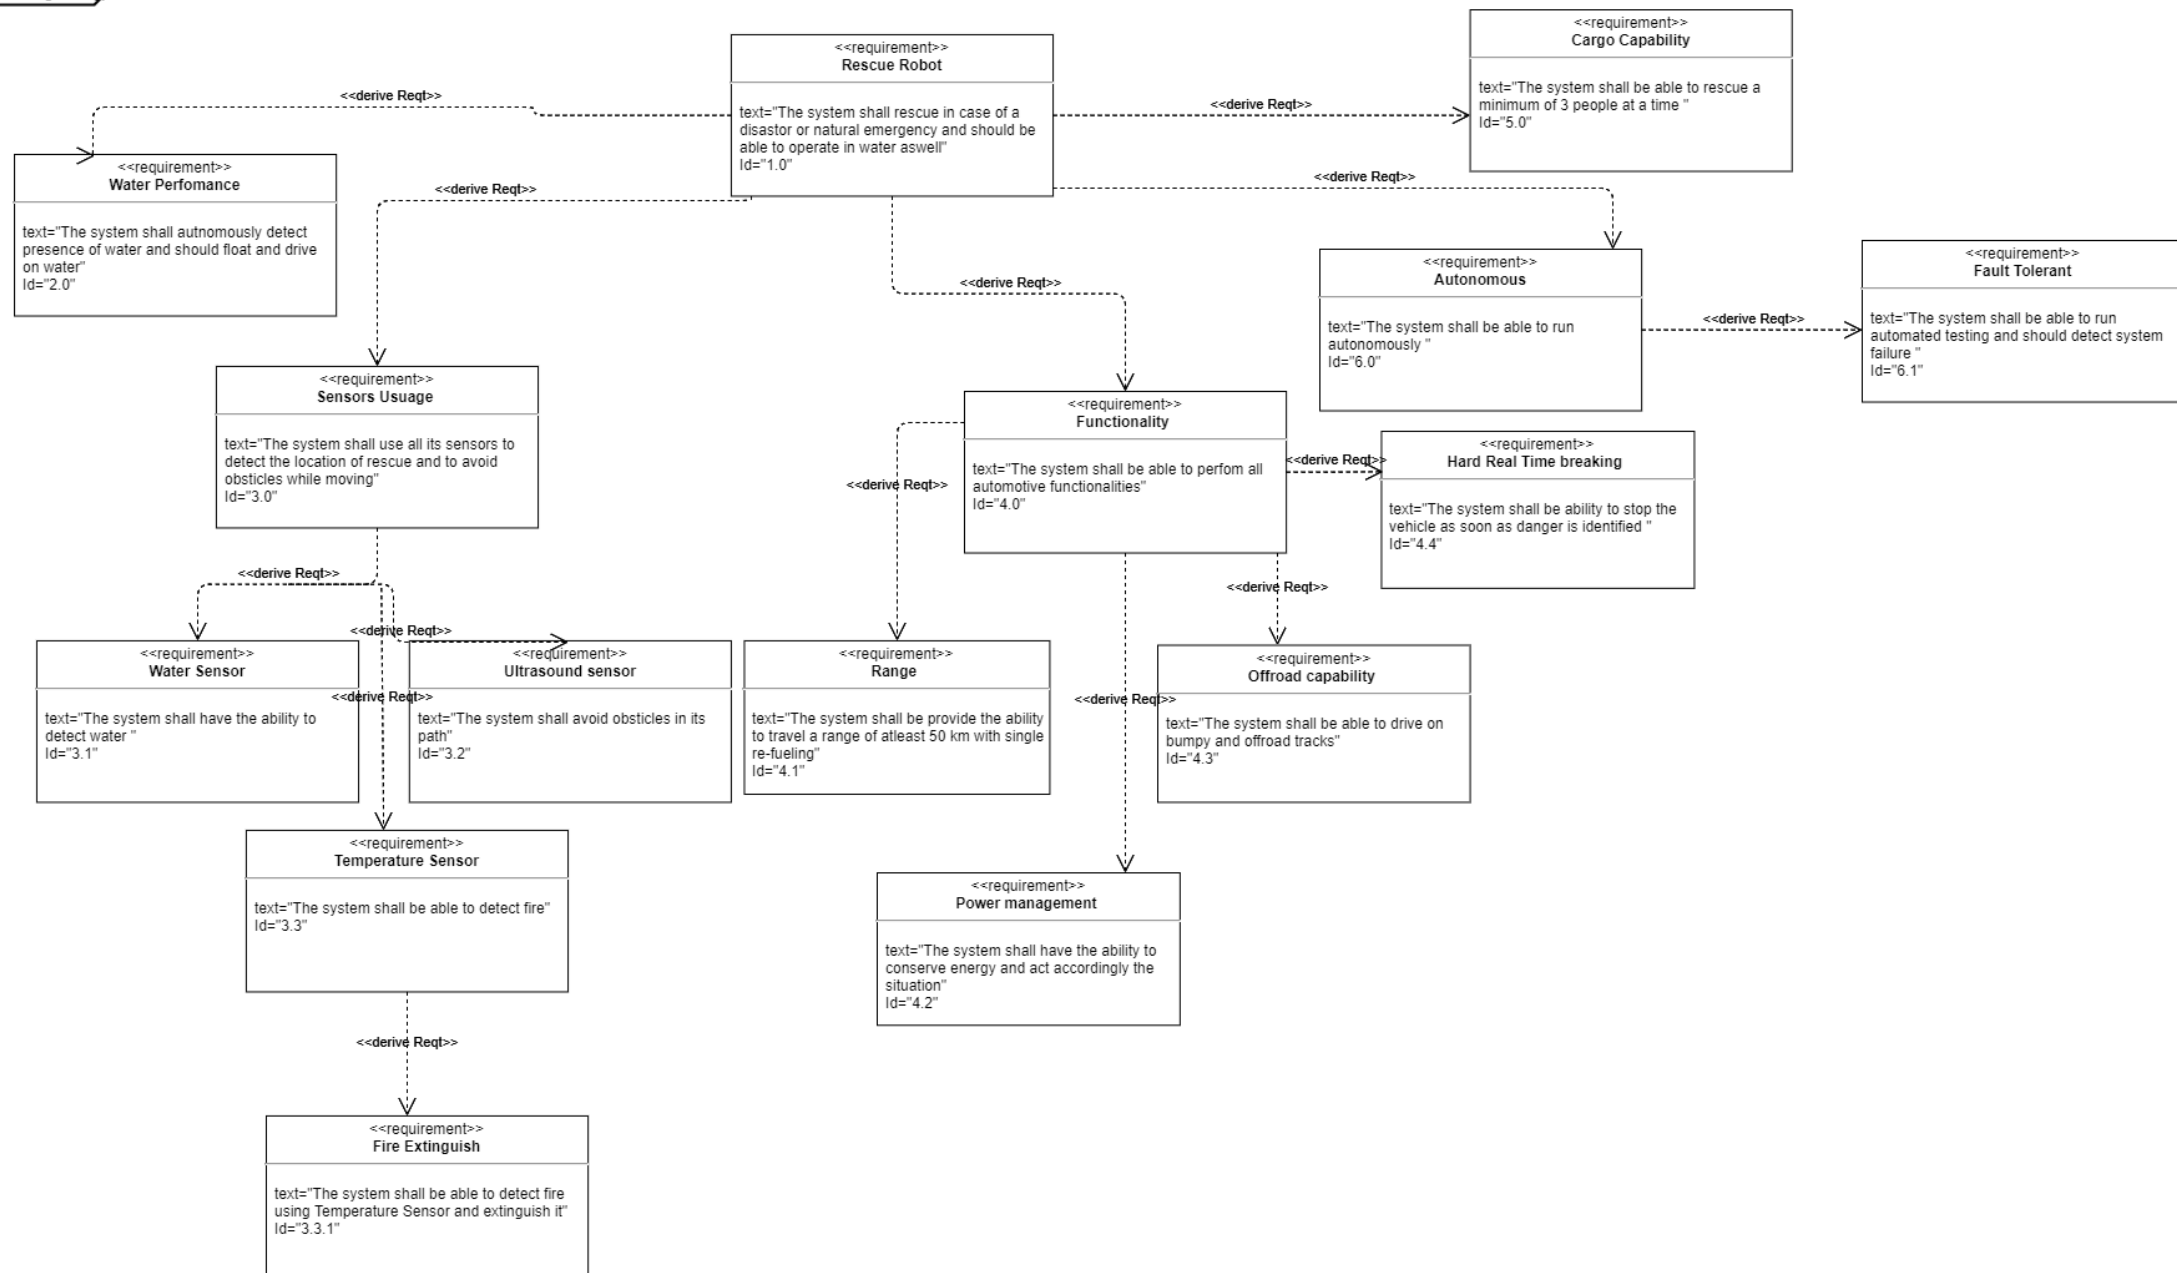 <<requirement>>
Cargo Capability
text="The system shall be able to rescue a
minimum of 3 people at a time "
Id="5.0"
<<requirement>>
Rescue Robot
text="The system shall rescue in case of a
disastor or natural emergency and should be
able to operate in water aswell"
Id="1.0"
<<derive Reqt>>
<<derive Reqt>>
<<derive Reqt>>
<<derive Reqt>>
<<requirement>>
Water Perfomance
text="The system shall autnomously detect
presence of water and should float and drive
on water"
Id="2.0"
<<derive Reqt>>
<<requirement>>
Autonomous
text="The system shall be able to run
autonomously "
Id="6.0"
<<derive Reqt>>
<<requirement>>
Fault Tolerant
text="The system shall be able to run
automated testing and should detect system
failure "
Id="6.1"
<<requirement>>
Sensors Usuage
text="The system shall use all its sensors to
detect the location of rescue and to avoid
obsticles while moving"
Id="3.0"
<<requirement>>
Functionality
text="The system shall be able to perfom all
automotive functionalities"
Id="4.0"
<<derive Reqt>>
<<derive Reqt>>
<<requirement>>
Hard Real Time breaking
text="The system shall be ability to stop the
vehicle as soon as danger is identified "
Id="4.4"
<<derive Reqt>>
<<derive Reqt>>
<<derive Reqt>>
<<derive Reqt>>
<<derive Reqt>>
<<requirement>>
Water Sensor
text="The system shall have the ability to
detect water "
Id="3.1"
<<requirement>>
Ultrasound sensor
text="The system shall avoid obsticles in its
path"
Id="3.2"
<<requirement>>
Range
text="The system shall be provide the ability
to travel a range of atleast 50 km with single
re-fueling"
Id="4.1"
<<requirement>>
Offroad capability
text="The system shall be able to drive on
bumpy and offroad tracks"
Id="4.3"
<<requirement>>
Temperature Sensor
text="The system shall be able to detect fire"
Id="3.3"
<<requirement>>
Power management
text="The system shall have the ability to
conserve energy and act accordingly the
situation"
Id="4.2"
<<derive Reqt>>
<<requirement>>
Fire Extinguish
text="The system shall be able to detect fire
using Temperature Sensor and extinguish it"
Id="3.3.1"